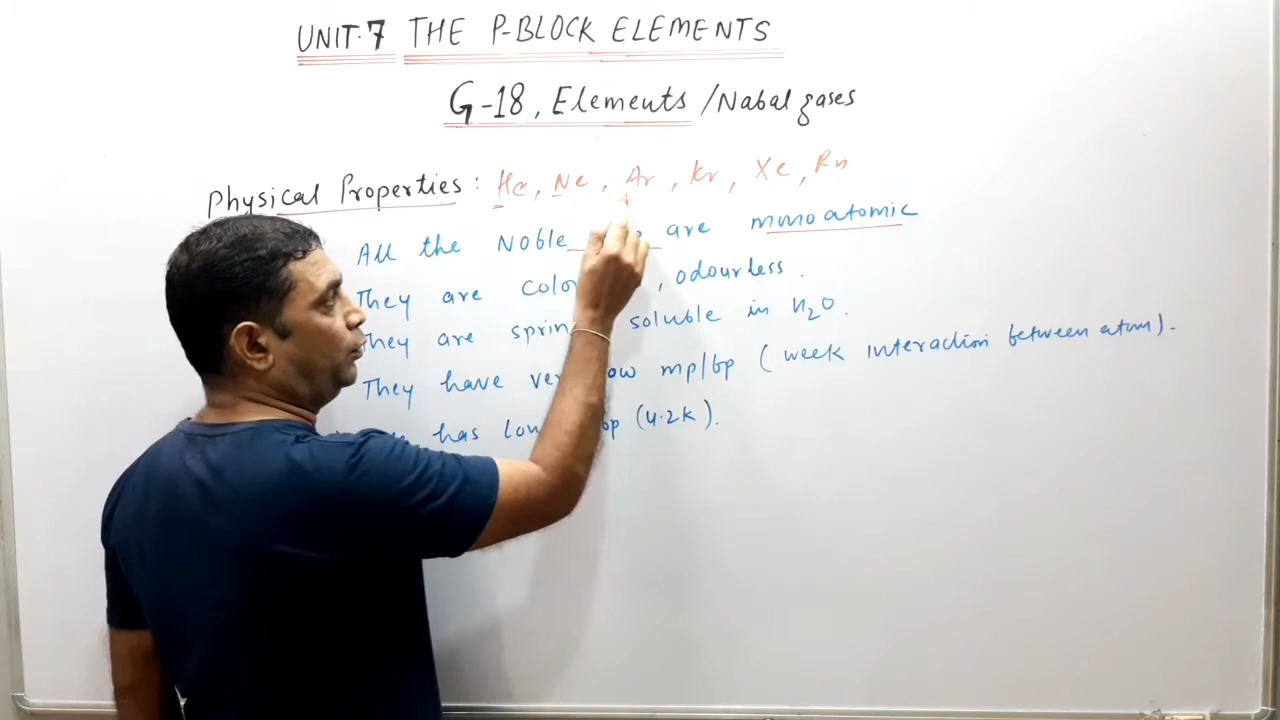 UNIT-7 THE P-BLOCK ELEMENTS
G-18, Elements /Nabal gases
Physical Properties : He, Ne, Ar, Kr, Xe, Rn
All the Noble are mmoatomic
They are colo , odourless.
They are sprin soluble in H2O.
They have ve ow mp/bp (week interaction between atom).
has low bp (4.2K).